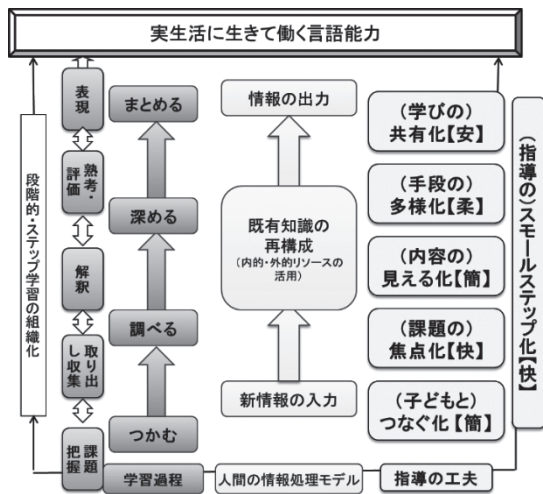 実生活に生きて働く言語能力
段階的・ステップ学習の組織化
表現
熟考・
評価
解釈
取り出
し収集
課題
把握
まとめる
深める
調べる
つかむ
学習過程
情報の出力
既有知識の
再構成
（内的・外的リソースの
活用）
新情報の入力
人間の情報処理モデル
（学びの）
共有化【安】
（手段の）
多様化【柔】
（内容の）
見える化【簡】
（課題の）
焦点化【快】
（子どもと）
つなぐ化【簡】
指導の工夫
（指導の）スモールステップ化【快】